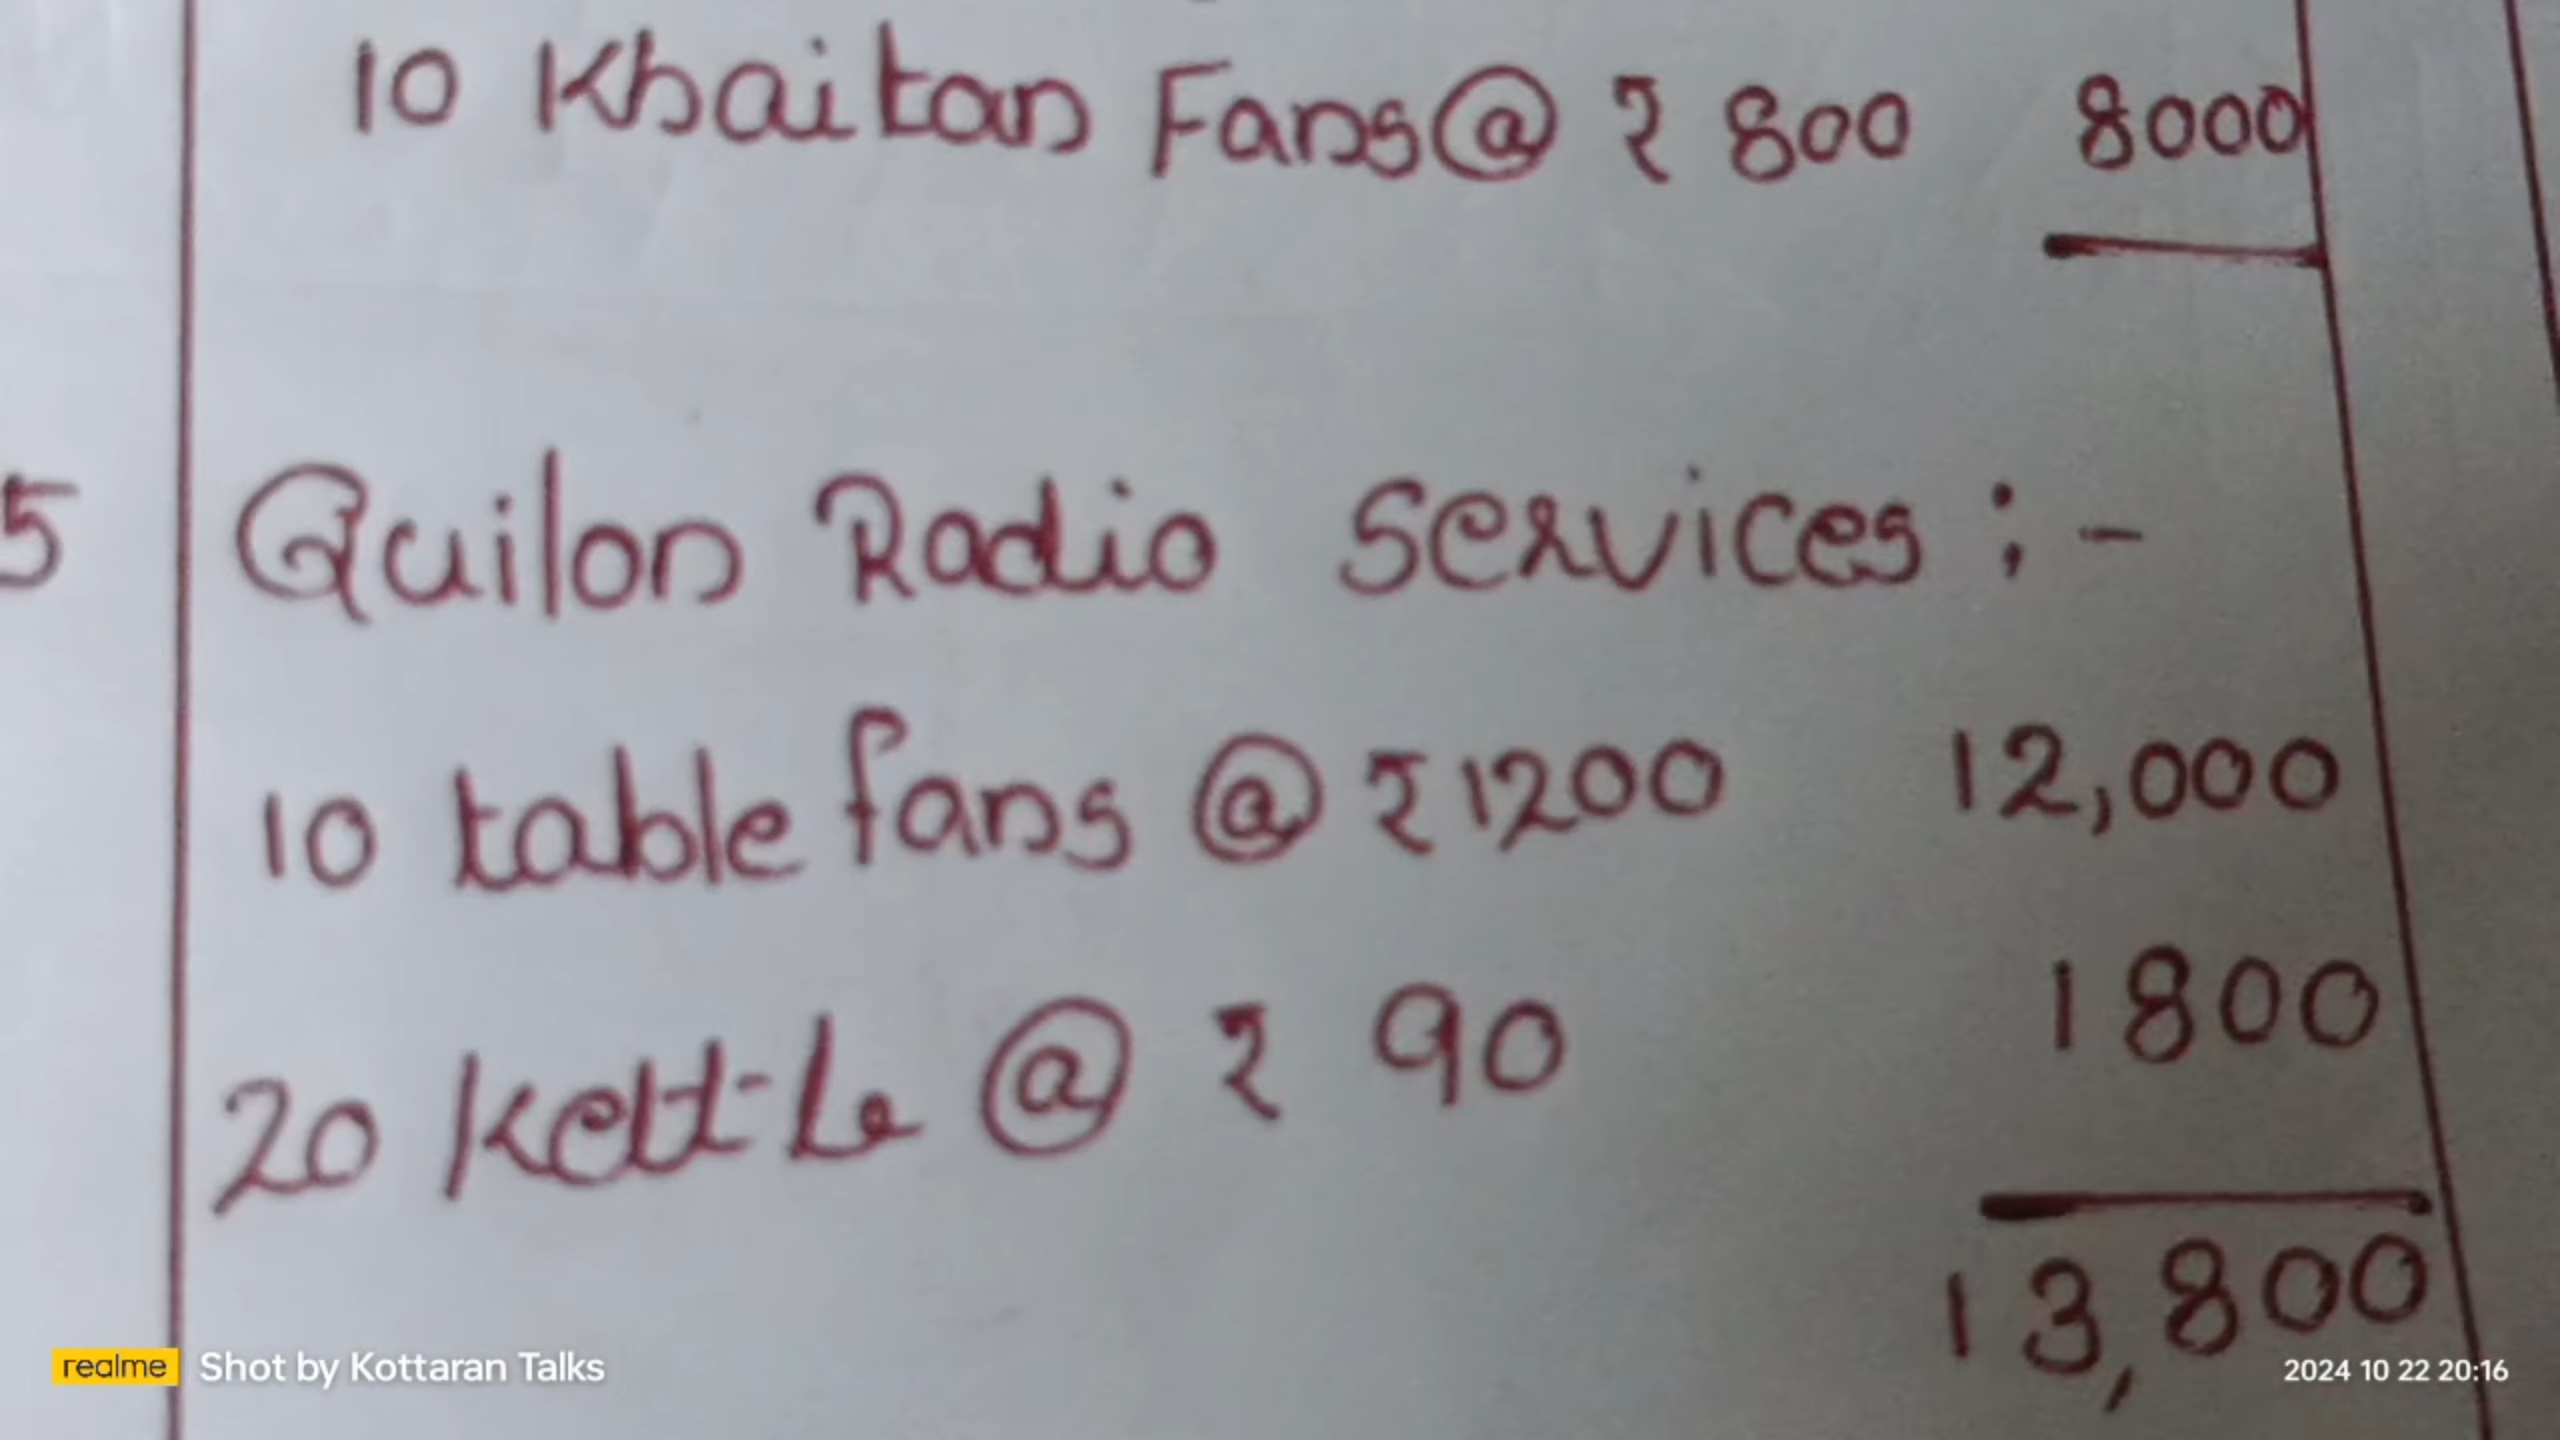 10 Khaitan Fans @ ₹ 800 8000
5 Quilon Radio Services :-
10 table fans @ ₹ 1200 12,000
20 Kettle @ ₹ 90 1800
13,800
realme Shot by Kottaran Talks 2024 10 22 20:16